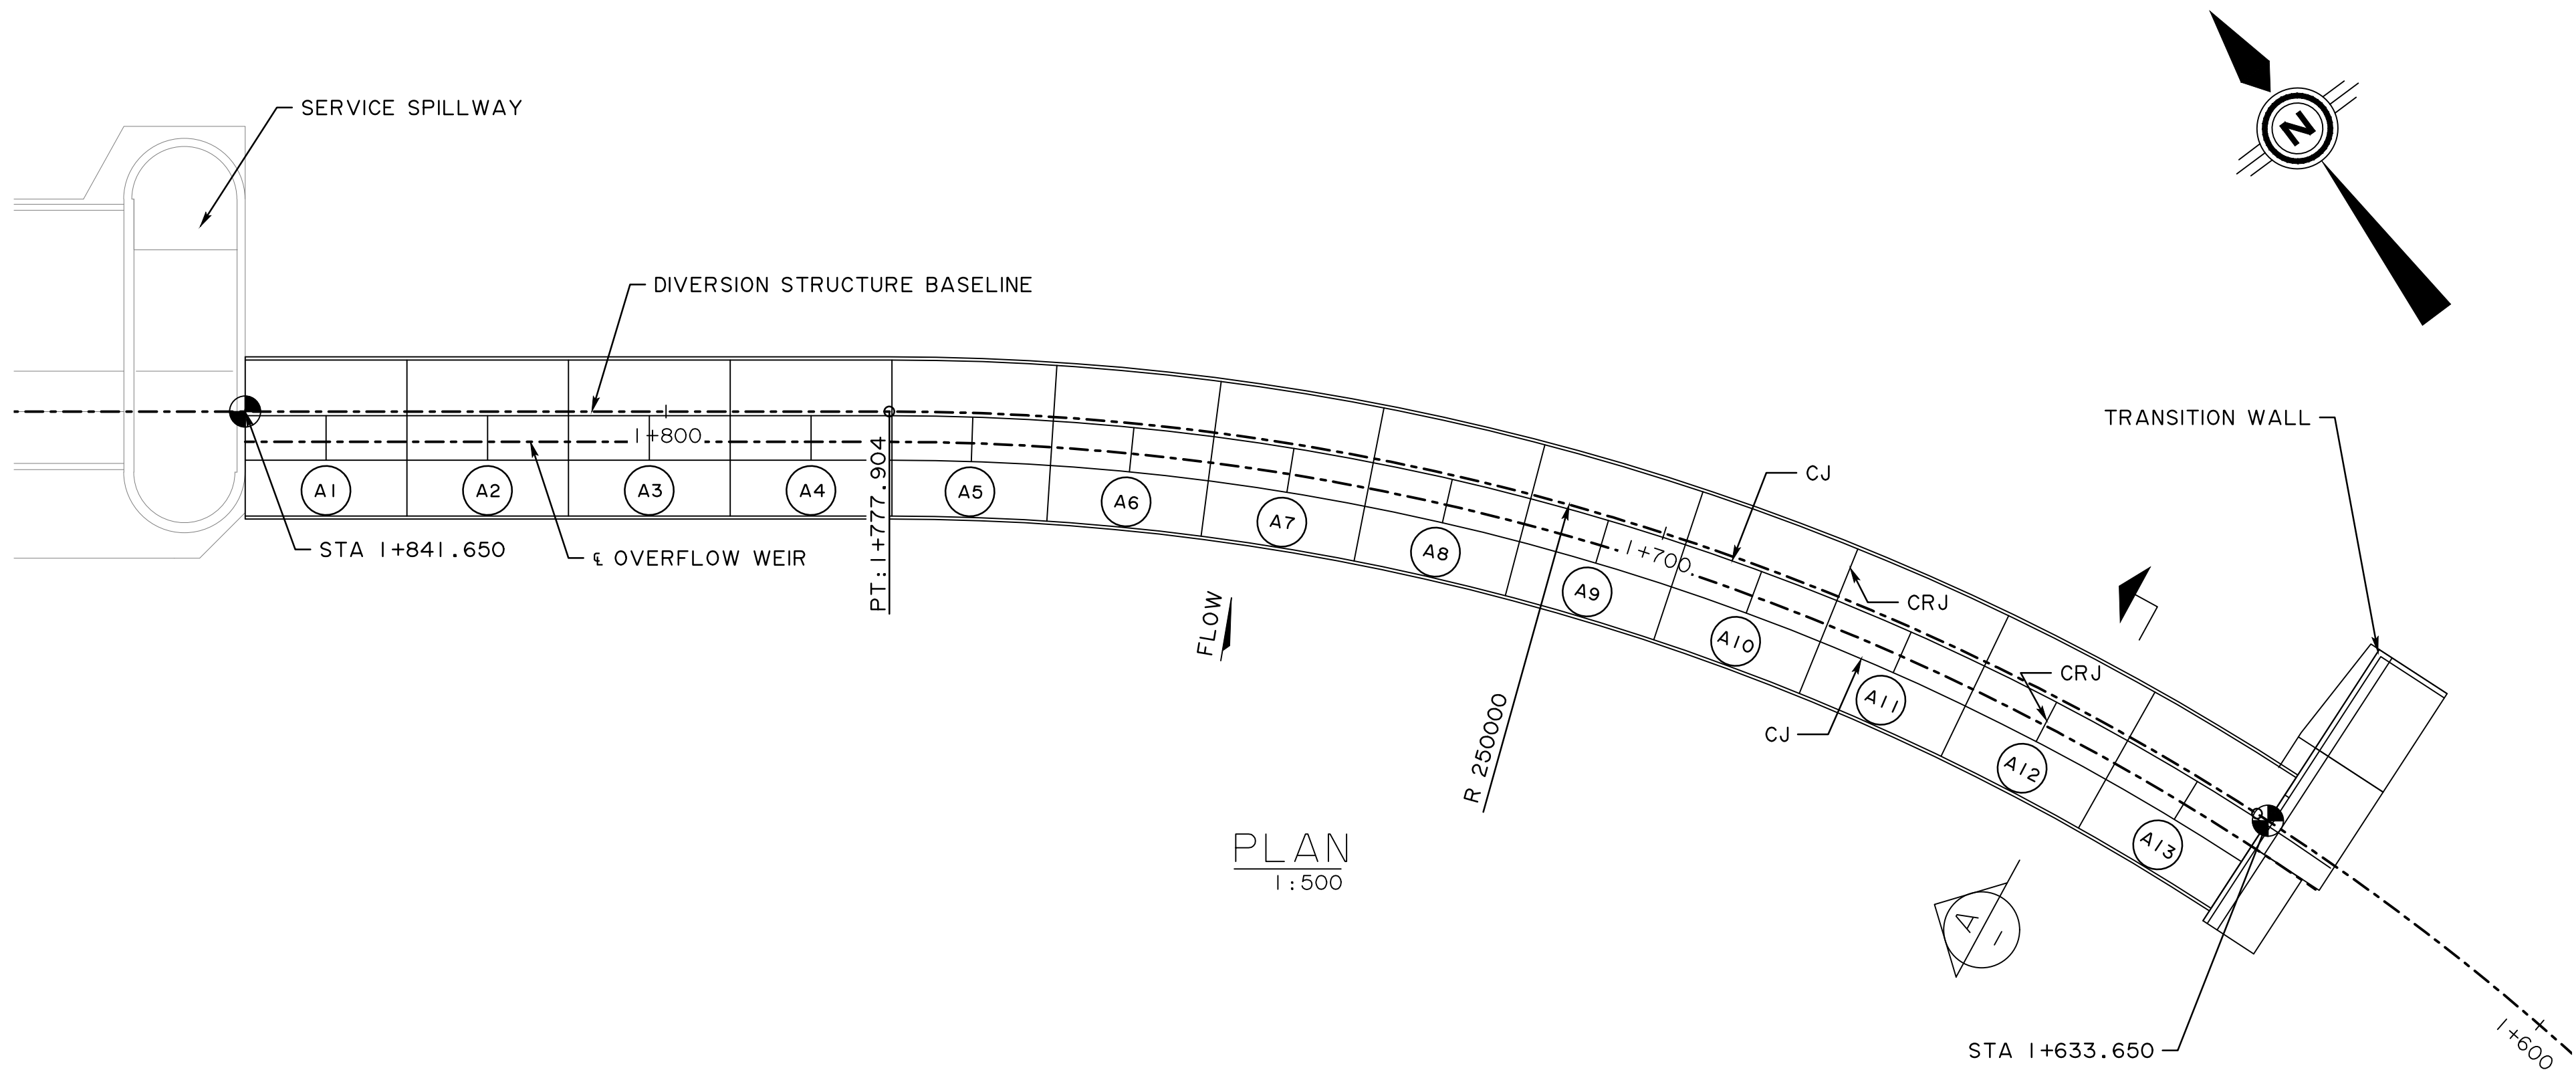 SERVICE SPILLWAY
N
DIVERSION STRUCTURE BASELINE
TRANSITION WALL
1+800
A1
A2
A3
A4
A5
A6
A7
A8
A9
A10
A11
A12
A13
STA 1+841.650
℄ OVERFLOW WEIR
PT:1+777.904
FLOW
R 250000
1+700
CJ
CRJ
CRJ
CJ
PLAN
1:500
A
–
STA 1+633.650
1+600